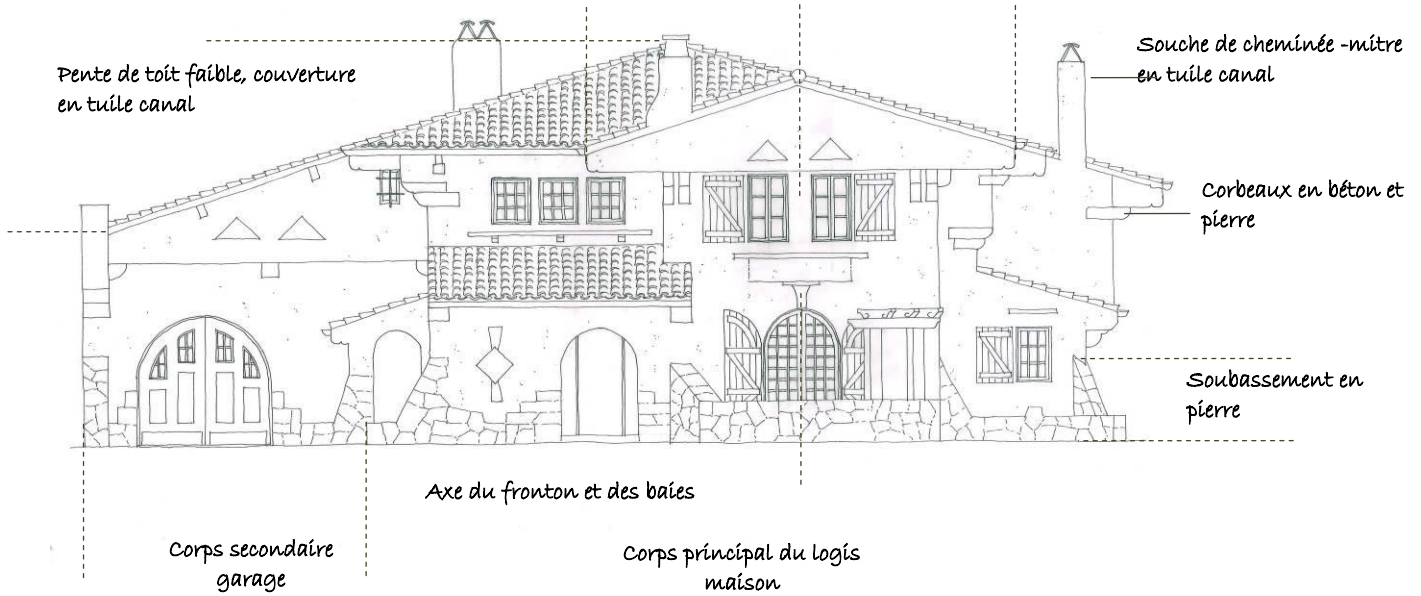 Pente de toit faible, couverture
en tuile canal
Souche de cheminée -mitre
en tuile canal
Corbeaux en béton et
pierre
Soubassement en
pierre
Axe du fronton et des baies
Corps secondaire
garage
Corps principal du logis
maison